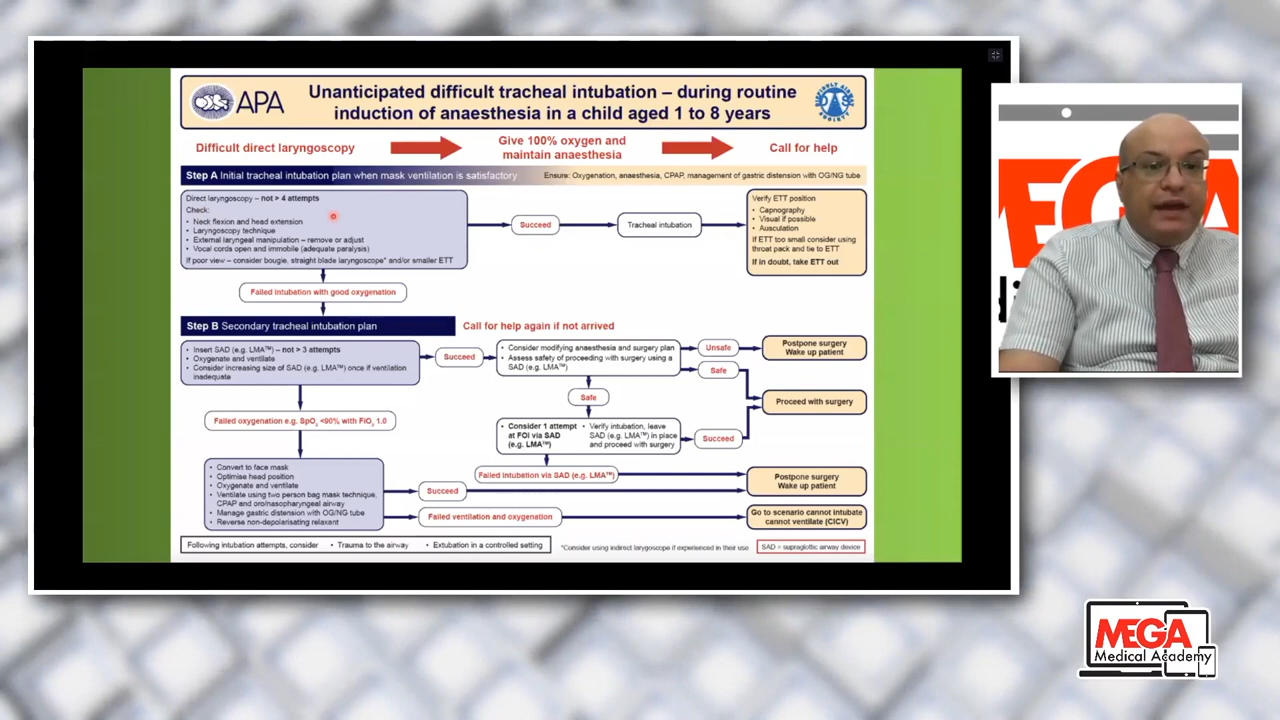 APA
Unanticipated difficult tracheal intubation – during routine
induction of anaesthesia in a child aged 1 to 8 years
Difficult direct laryngoscopy
Give 100% oxygen and
maintain anaesthesia
Call for help
Step A Initial tracheal intubation plan when mask ventilation is satisfactory
Ensure: Oxygenation, anaesthesia, CPAP, management of gastric distension with OG/NG tube
Direct laryngoscopy – not > 4 attempts
Check:
• Neck flexion and head extension
• Laryngoscopy technique
• External laryngeal manipulation – remove or adjust
• Vocal cords open and immobile (adequate paralysis)
If poor view – consider bougie, straight blade laryngoscope* and/or smaller ETT
Succeed
Tracheal intubation
Verify ETT position
• Capnography
• Visual if possible
• Ausculation
If ETT too small consider using
throat pack and tie to ETT
If in doubt, take ETT out
Failed intubation with good oxygenation
Step B Secondary tracheal intubation plan
Call for help again if not arrived
• Insert SAD (e.g. LMA™) – not > 3 attempts
• Oxygenate and ventilate
• Consider increasing size of SAD (e.g. LMA™) once if ventilation
inadequate
Succeed
• Consider modifying anaesthesia and surgery plan
• Assess safety of proceeding with surgery using a
SAD (e.g. LMA™)
Unsafe
Postpone surgery
Wake up patient
Safe
Safe
Proceed with surgery
Failed oxygenation e.g. SpO₂ <90% with FiO₂ 1.0
• Consider 1 attempt
at FOI via SAD
(e.g. LMA™)
• Verify intubation, leave
SAD (e.g. LMA™) in place
and proceed with surgery
Succeed
• Convert to face mask
• Optimise head position
• Oxygenate and ventilate
• Ventilate using two person bag mask technique,
CPAP and oro/nasopharyngeal airway
• Manage gastric distension with OG/NG tube
• Reverse non-depolarising relaxant
Failed intubation via SAD (e.g. LMA™)
Succeed
Postpone surgery
Wake up patient
Failed ventilation and oxygenation
Go to scenario cannot intubate
cannot ventilate (CICV)
Following intubation attempts, consider • Trauma to the airway • Extubation in a controlled setting
*Consider using indirect larygoscope if experienced in their use
SAD = supraglottic airway device
MEGA
Medical Academy